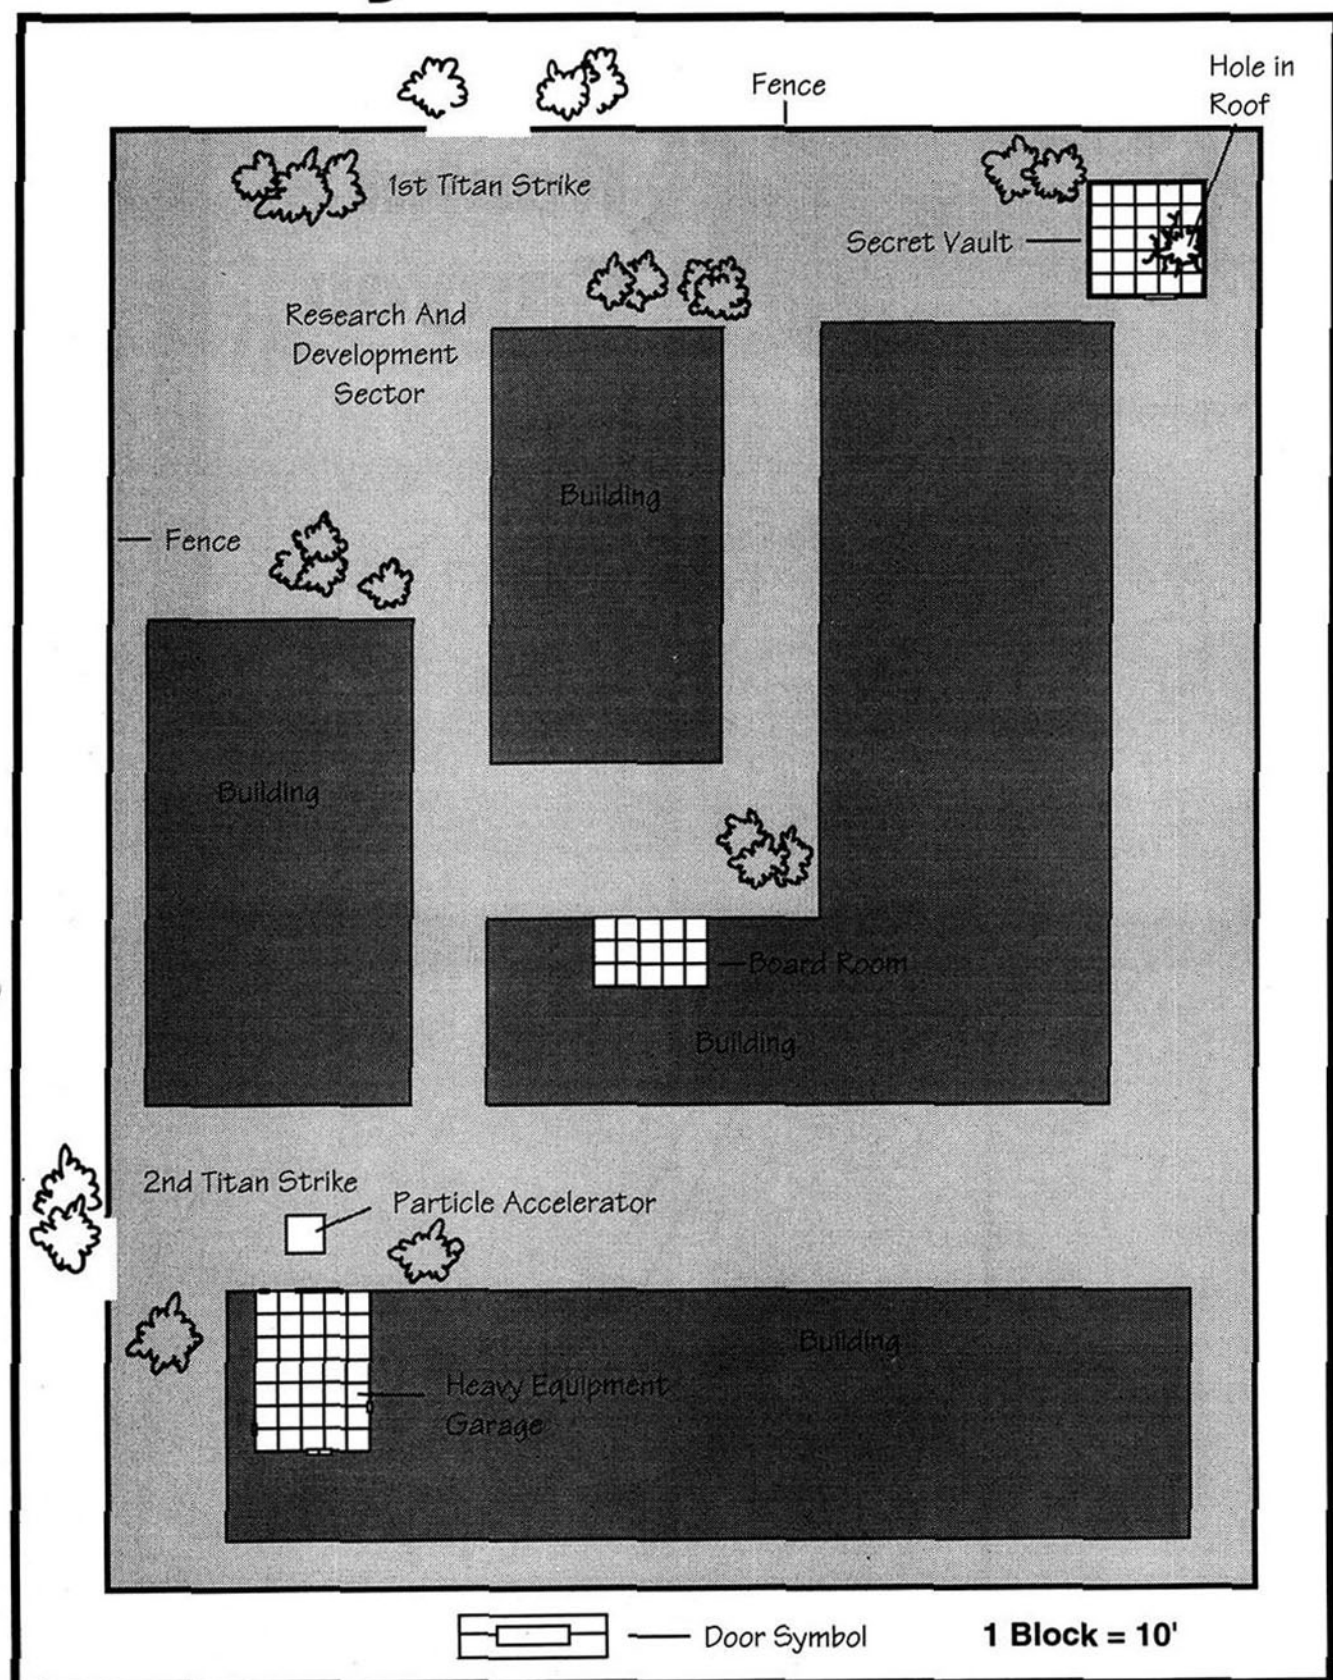 Fence
Hole in
Roof
1st Titan Strike
Secret Vault
Research And
Development
Sector
Building
Fence
Building
Board Room
Building
2nd Titan Strike
Particle Accelerator
Building
Heavy Equipment
Garage
Door Symbol
1 Block = 10'